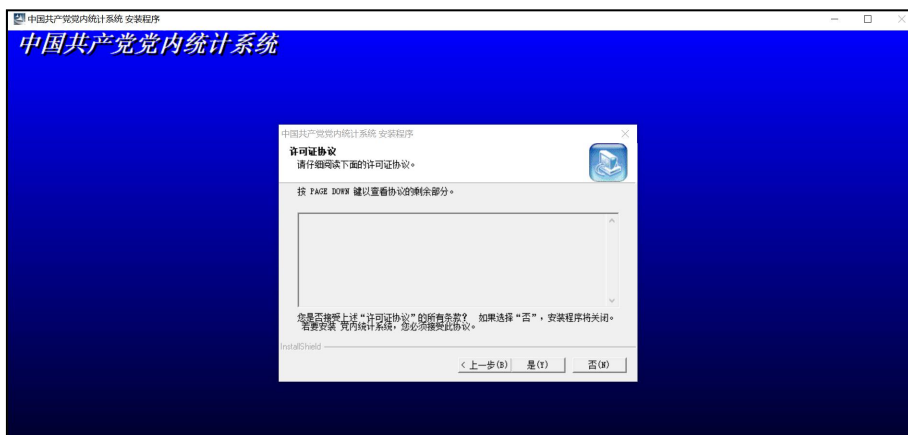 中国共产党党内统计系统 安装程序
中国共产党党内统计系统
中国共产党党内统计系统 安装程序
许可证协议
请仔细阅读下面的许可证协议。
按 PAGE DOWN 键以查看协议的剩余部分。
您是否接受上述“许可证协议”的所有条款？ 如果选择“否”，安装程序将关闭。
若要安装 党内统计系统，您必须接受此协议。
InstallShield
< 上一步(B) 是(Y) 否(N)